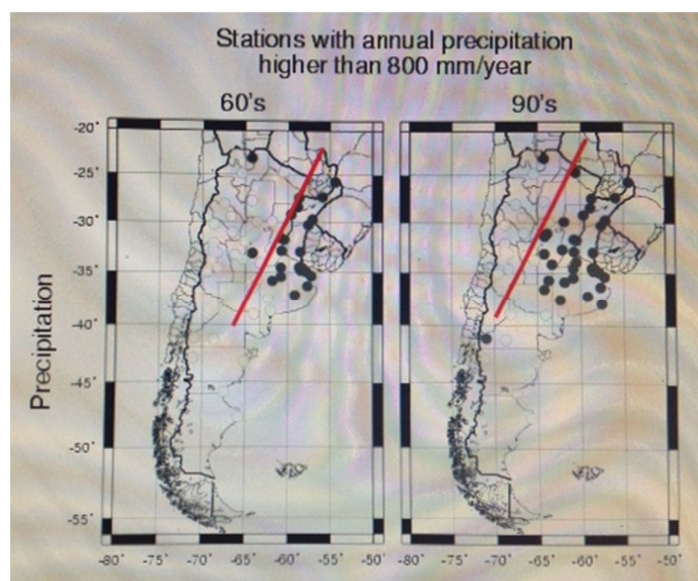 Stations with annual precipitation
higher than 800 mm/year
60's
90's
Precipitation
-20˚
-25˚
-30˚
-35˚
-40˚
-45˚
-50˚
-55˚
-80˚ -75˚ -70˚ -65˚ -60˚ -55˚ -50˚
-80˚ -75˚ -70˚ -65˚ -60˚ -55˚ -50˚